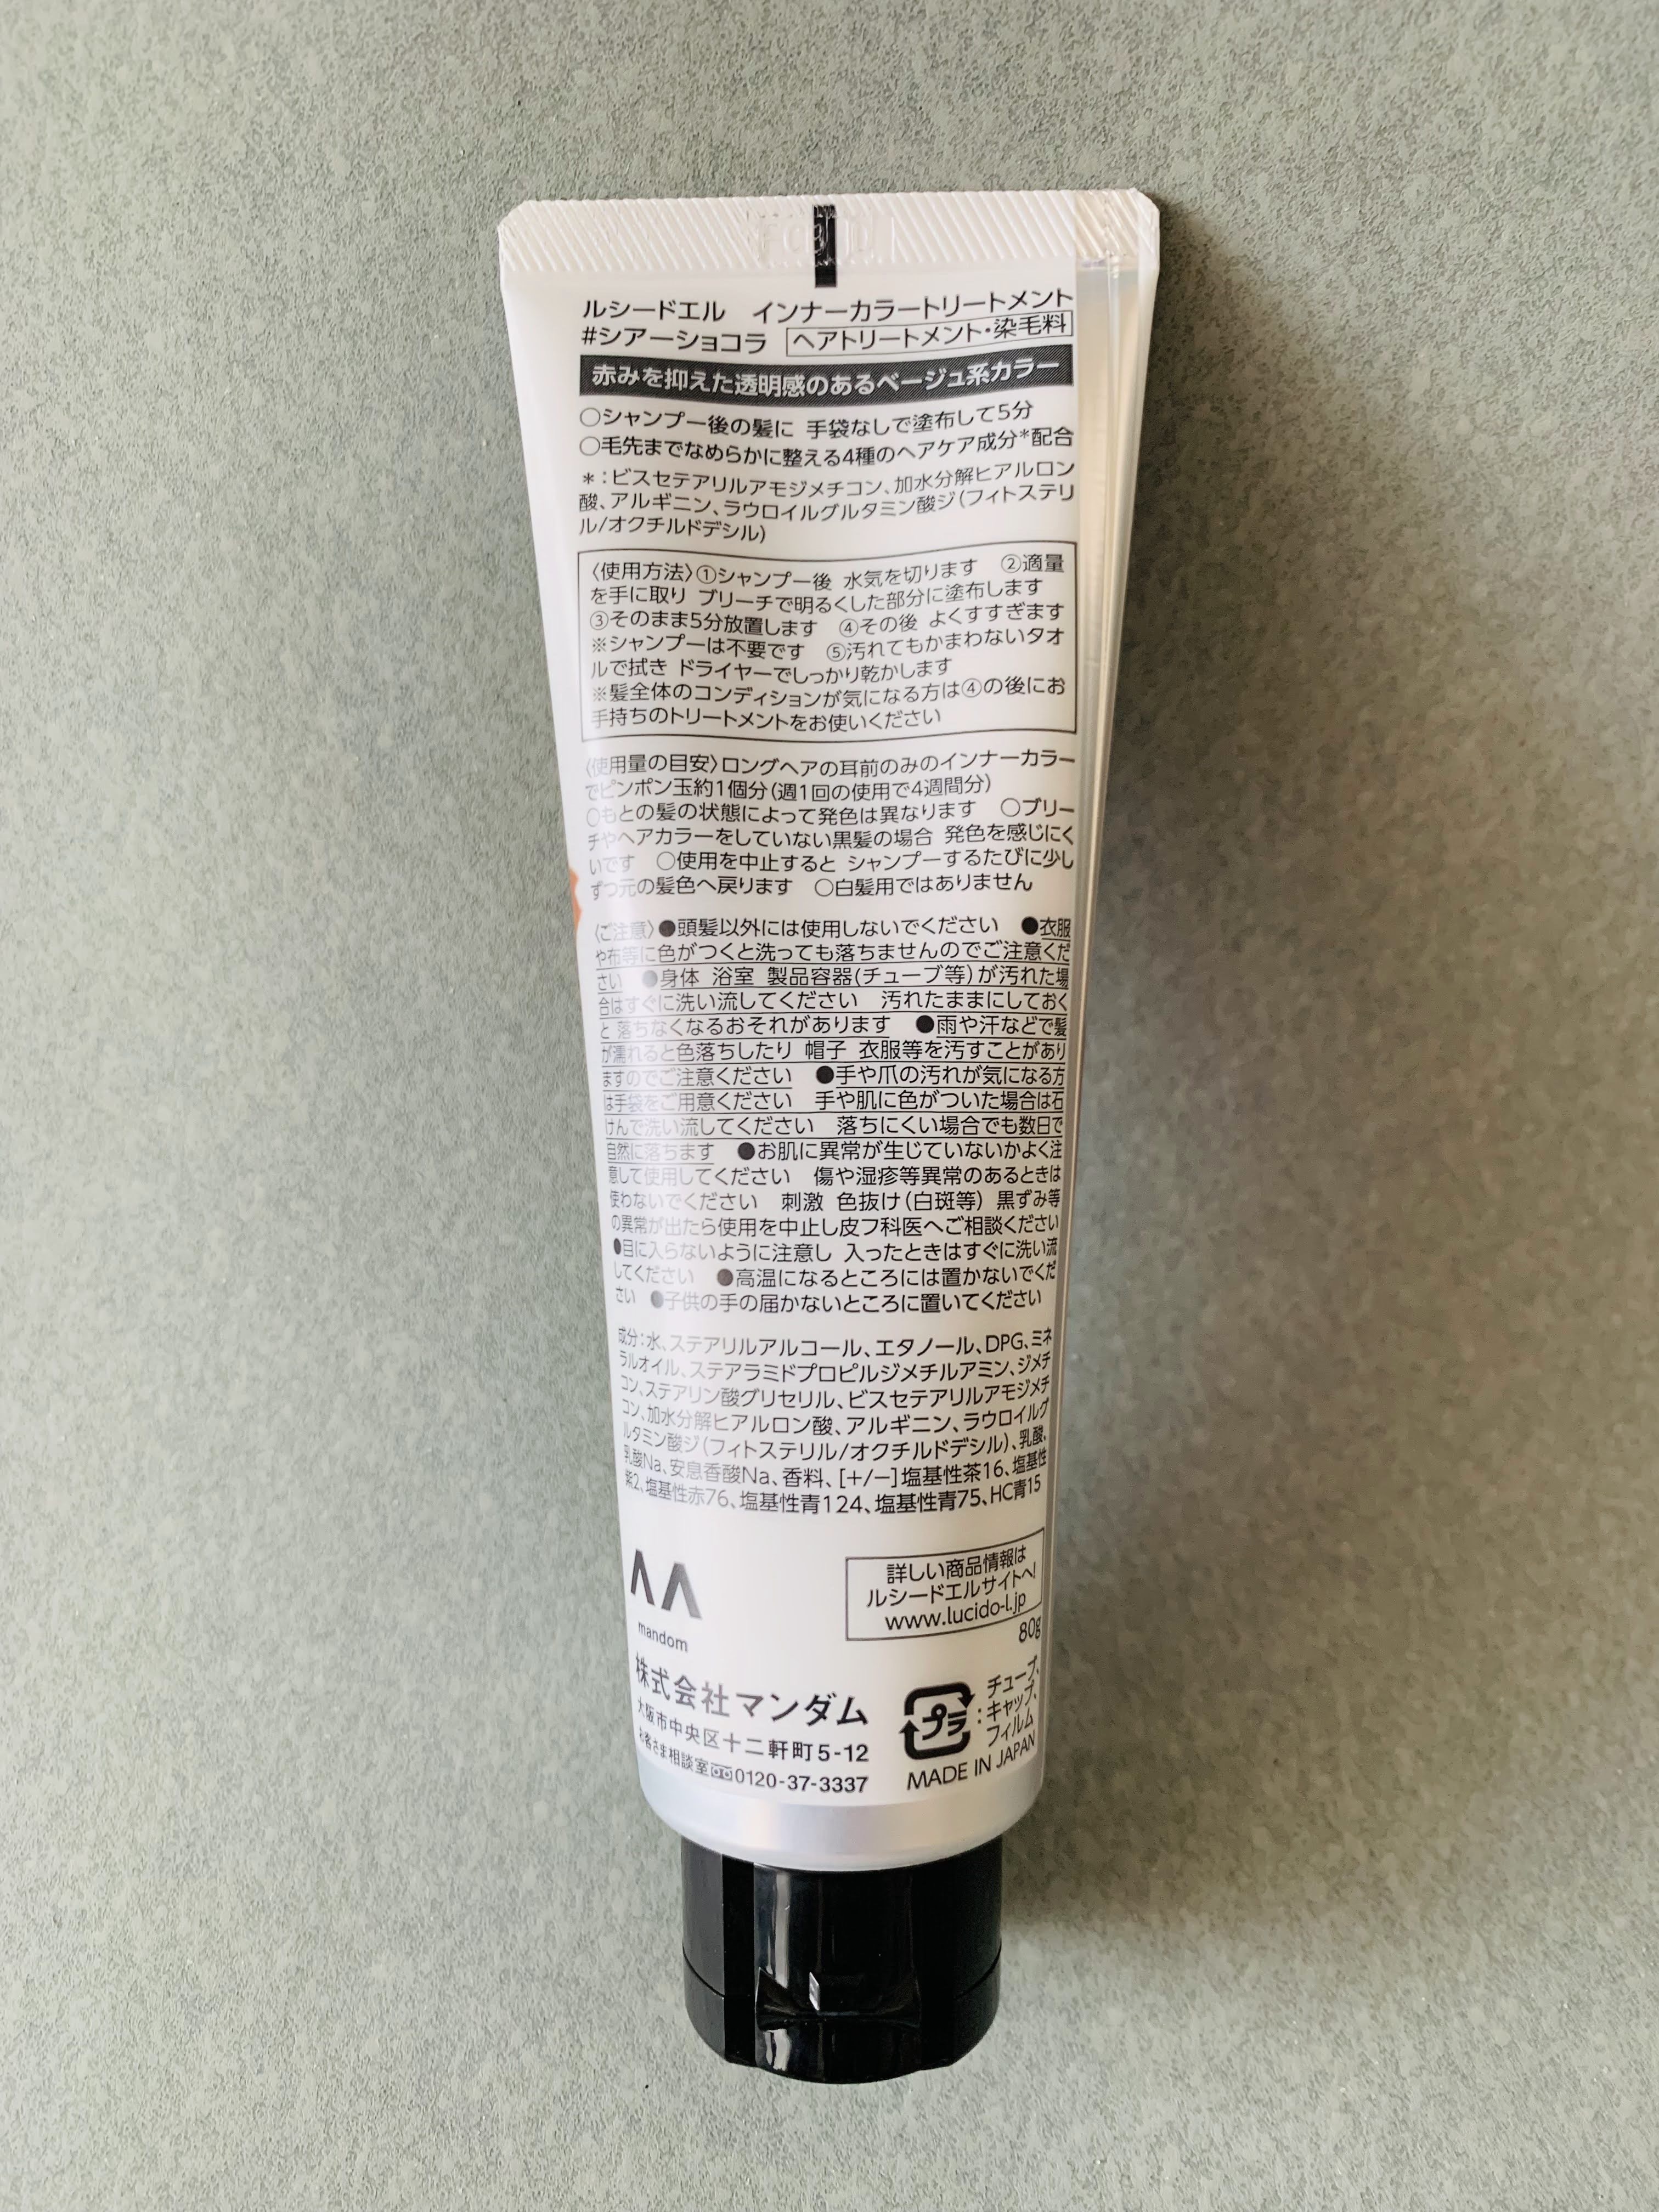 ルシードエル　インナーカラートリートメント
#シアーショコラ ヘアトリートメント・染毛料
赤みを抑えた透明感のあるベージュ系カラー
○シャンプー後の髪に 手袋なしで塗布して5分
○毛先までなめらかに整える4種のヘアケア成分*配合
*：ビスセテアリルアモジメチコン、加水分解ヒアルロン
酸、アルギニン、ラウロイルグルタミン酸ジ(フィトステリ
ル/オクチルドデシル)
〈使用方法〉①シャンプー後 水気を切ります　②適量
を手に取り ブリーチで明るくした部分に塗布します
③そのまま5分放置します　④その後 よくすすぎます
※シャンプーは不要です　⑤汚れてもかまわないタオ
ルで拭き ドライヤーでしっかり乾かします
※髪全体のコンディションが気になる方は④の後にお
手持ちのトリートメントをお使いください
〈使用量の目安〉ロングヘアの耳前のみのインナーカラー
でピンポン玉約1個分(週1回の使用で4週間分)
○もとの髪の状態によって発色は異なります　○ブリー
チやヘアカラーをしていない黒髪の場合 発色を感じにく
いです　○使用を中止すると シャンプーするたびに少し
ずつ元の髪色へ戻ります　○白髪用ではありません
〈ご注意〉●頭髪以外には使用しないでください　●衣服
や布等に色がつくと洗っても落ちませんのでご注意くだ
さい　●身体 浴室 製品容器(チューブ等)が汚れた場
合はすぐに洗い流してください　汚れたままにしておく
と 落ちなくなるおそれがあります　●雨や汗などで髪
が濡れると色落ちしたり 帽子 衣服等を汚すことがあり
ますのでご注意ください　●手や爪の汚れが気になる方
は手袋をご用意ください　手や肌に色がついた場合は石
けんで洗い流してください　落ちにくい場合でも数日で
自然に落ちます　●お肌に異常が生じていないかよく注
意して使用してください　傷や湿疹等異常のあるときは
使わないでください　刺激 色抜け(白斑等) 黒ずみ等
の異常が出たら使用を中止し皮フ科医へご相談ください
●目に入らないように注意し 入ったときはすぐに洗い流
してください　●高温になるところには置かないでくだ
さい　●子供の手の届かないところに置いてください
成分：水、ステアリルアルコール、エタノール、DPG、ミネ
ラルオイル、ステアラミドプロピルジメチルアミン、ジメチ
コン、ステアリン酸グリセリル、ビスセテアリルアモジメチ
コン、加水分解ヒアルロン酸、アルギニン、ラウロイルグ
ルタミン酸ジ(フィトステリル/オクチルドデシル)、乳酸、
乳酸Na、安息香酸Na、香料、[+/−]塩基性茶16、塩基性
紫2、塩基性赤76、塩基性青124、塩基性青75、HC青15
詳しい商品情報は
ルシードエルサイトへ!
www.lucido-l.jp
80g
mandom
株式会社マンダム
大阪市中央区十二軒町5-12
お客さま相談室 0120-37-3337
プラ
：チューブ、
キャップ、
フィルム
MADE IN JAPAN